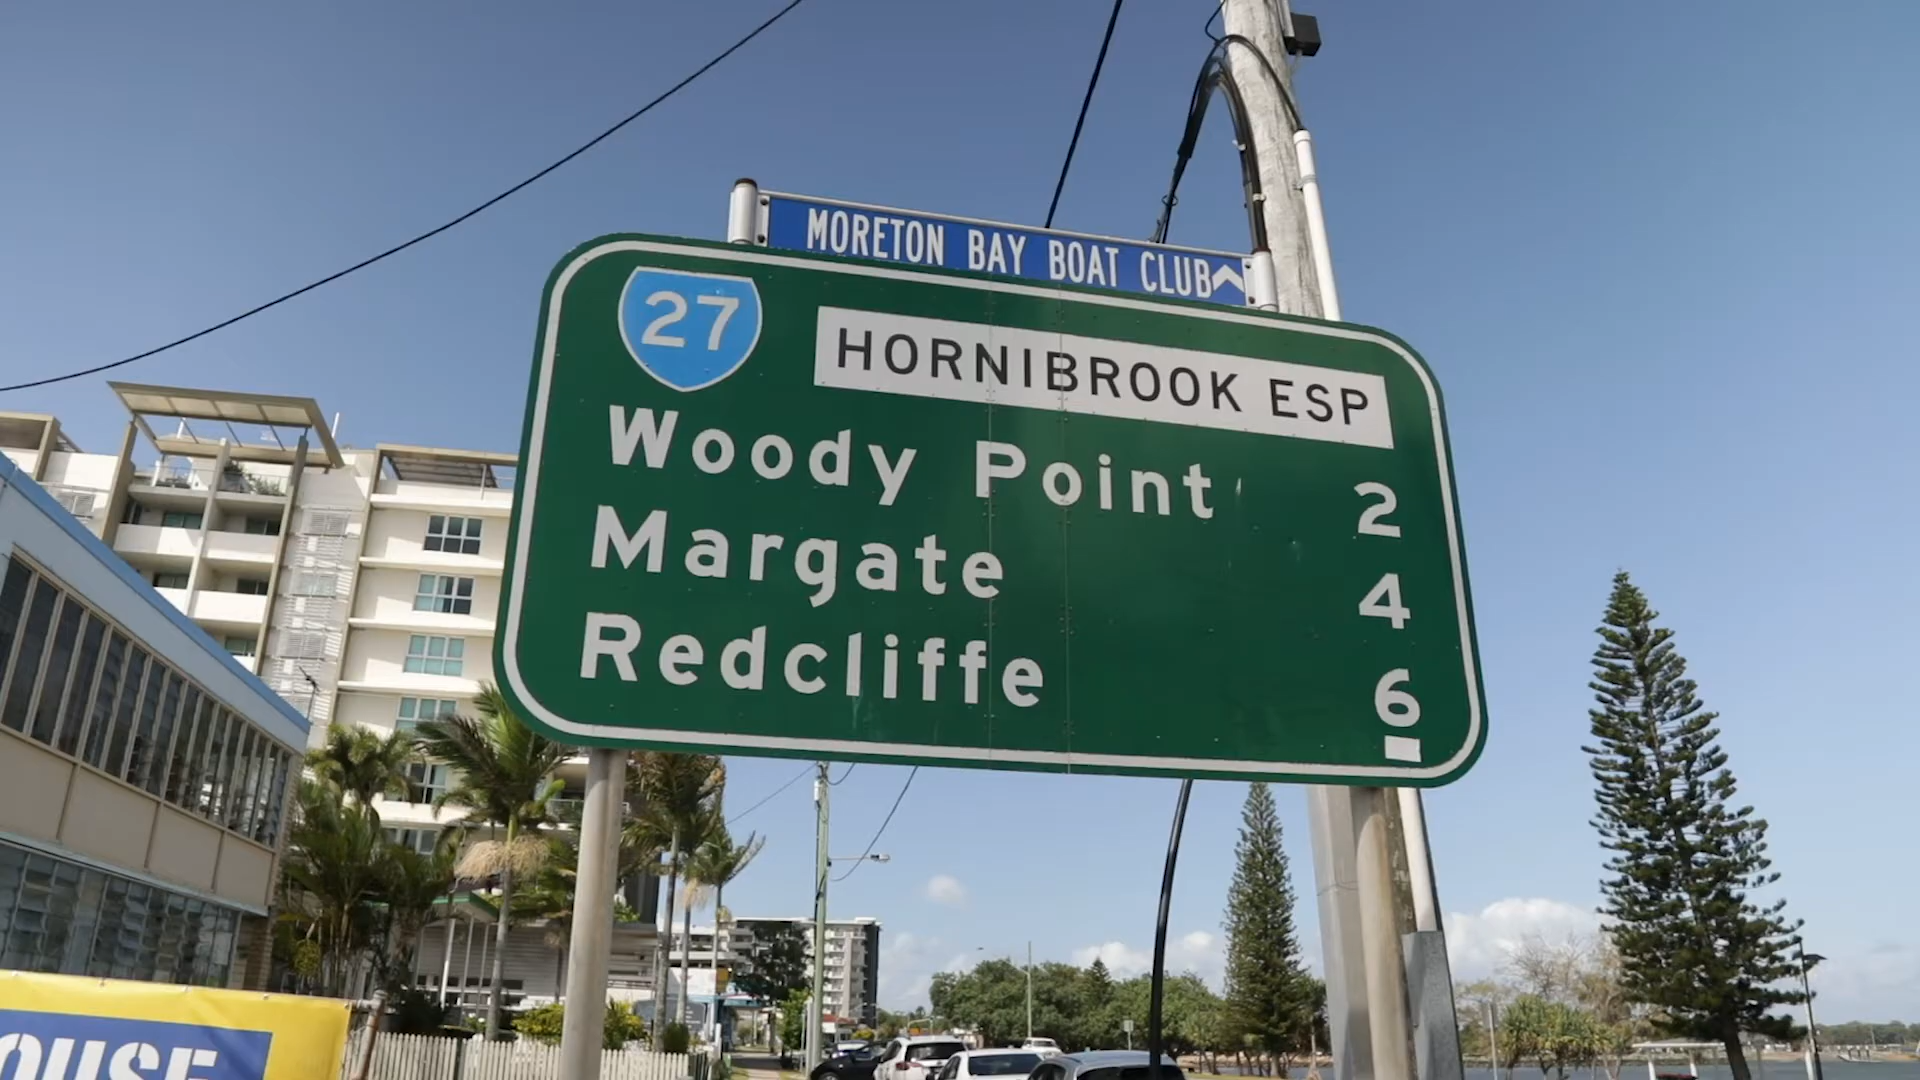 MORETON BAY BOAT CLUB
27
HORNIBROOK ESP
Woody Point 2
Margate 4
Redcliffe 6